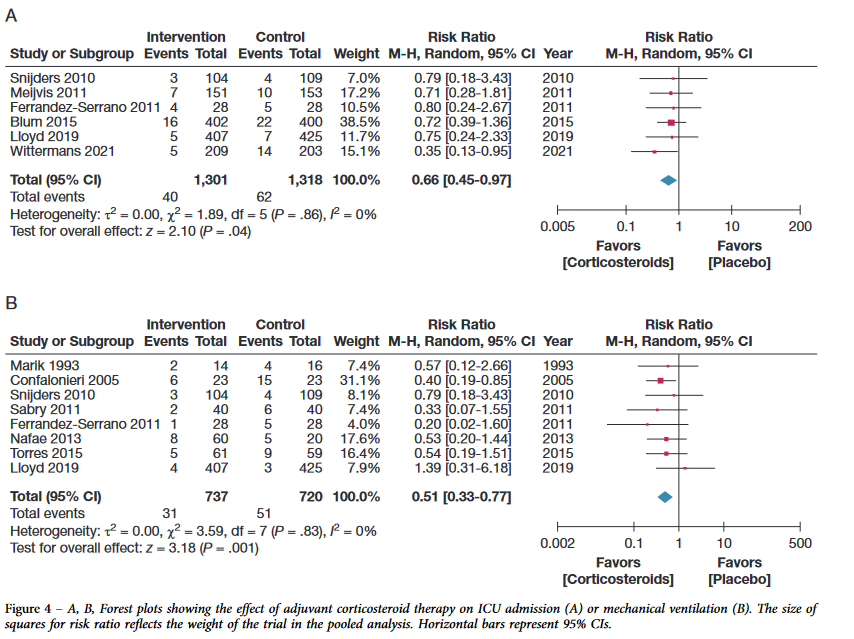 A
Intervention Control Risk Ratio Risk Ratio
Study or Subgroup Events Total Events Total Weight M-H, Random, 95% CI Year M-H, Random, 95% CI
Snijders 2010 3 104 4 109 7.0% 0.79 [0.18-3.43] 2010
Meijvis 2011 7 151 10 153 17.2% 0.71 [0.28-1.81] 2011
Ferrandez-Serrano 2011 4 28 5 28 10.6% 0.80 [0.24-2.67] 2011
Blum 2015 16 402 22 400 38.5% 0.72 [0.39-1.36] 2015
Lloyd 2019 5 407 7 425 11.7% 0.75 [0.24-2.33] 2019
Wittermans 2021 5 209 14 203 15.1% 0.35 [0.13-0.95] 2021
Total (95% CI) 1,301 1,318 100.0% 0.66 [0.45-0.97]
Total events 40 62
Heterogeneity: τ² = 0.00, χ² = 1.89, df = 5 (P = .86), I² = 0%
Test for overall effect: z = 2.10 (P = .04)
0.005 0.1 1 10 200
Favors Favors
[Corticosteroids] [Placebo]
B
Intervention Control Risk Ratio Risk Ratio
Study or Subgroup Events Total Events Total Weight M-H, Random, 95% CI Year M-H, Random, 95% CI
Marik 1993 2 14 4 16 7.4% 0.57 [0.12-2.66] 1993
Confalonieri 2005 6 23 15 23 31.1% 0.40 [0.19-0.85] 2005
Snijders 2010 3 104 4 109 8.1% 0.79 [0.18-3.43] 2010
Sabry 2011 2 40 6 40 7.4% 0.33 [0.07-1.55] 2011
Ferrandez-Serrano 2011 1 28 5 28 4.0% 0.20 [0.02-1.60] 2011
Nafae 2013 8 60 5 20 17.6% 0.53 [0.20-1.44] 2013
Torres 2015 5 61 9 59 16.4% 0.54 [0.19-1.51] 2015
Lloyd 2019 4 407 3 425 7.9% 1.39 [0.31-6.18] 2019
Total (95% CI) 737 720 100.0% 0.51 [0.33-0.77]
Total events 31 51
Heterogeneity: τ² = 0.00, χ² = 3.59, df = 7 (P = .83), I² = 0%
Test for overall effect: z = 3.18 (P = .001)
0.002 0.1 1 10 500
Favors Favors
[Corticosteroids] [Placebo]
Figure 4 – A, B, Forest plots showing the effect of adjuvant corticosteroid therapy on ICU admission (A) or mechanical ventilation (B). The size of
squares for risk ratio reflects the weight of the trial in the pooled analysis. Horizontal bars represent 95% CIs.